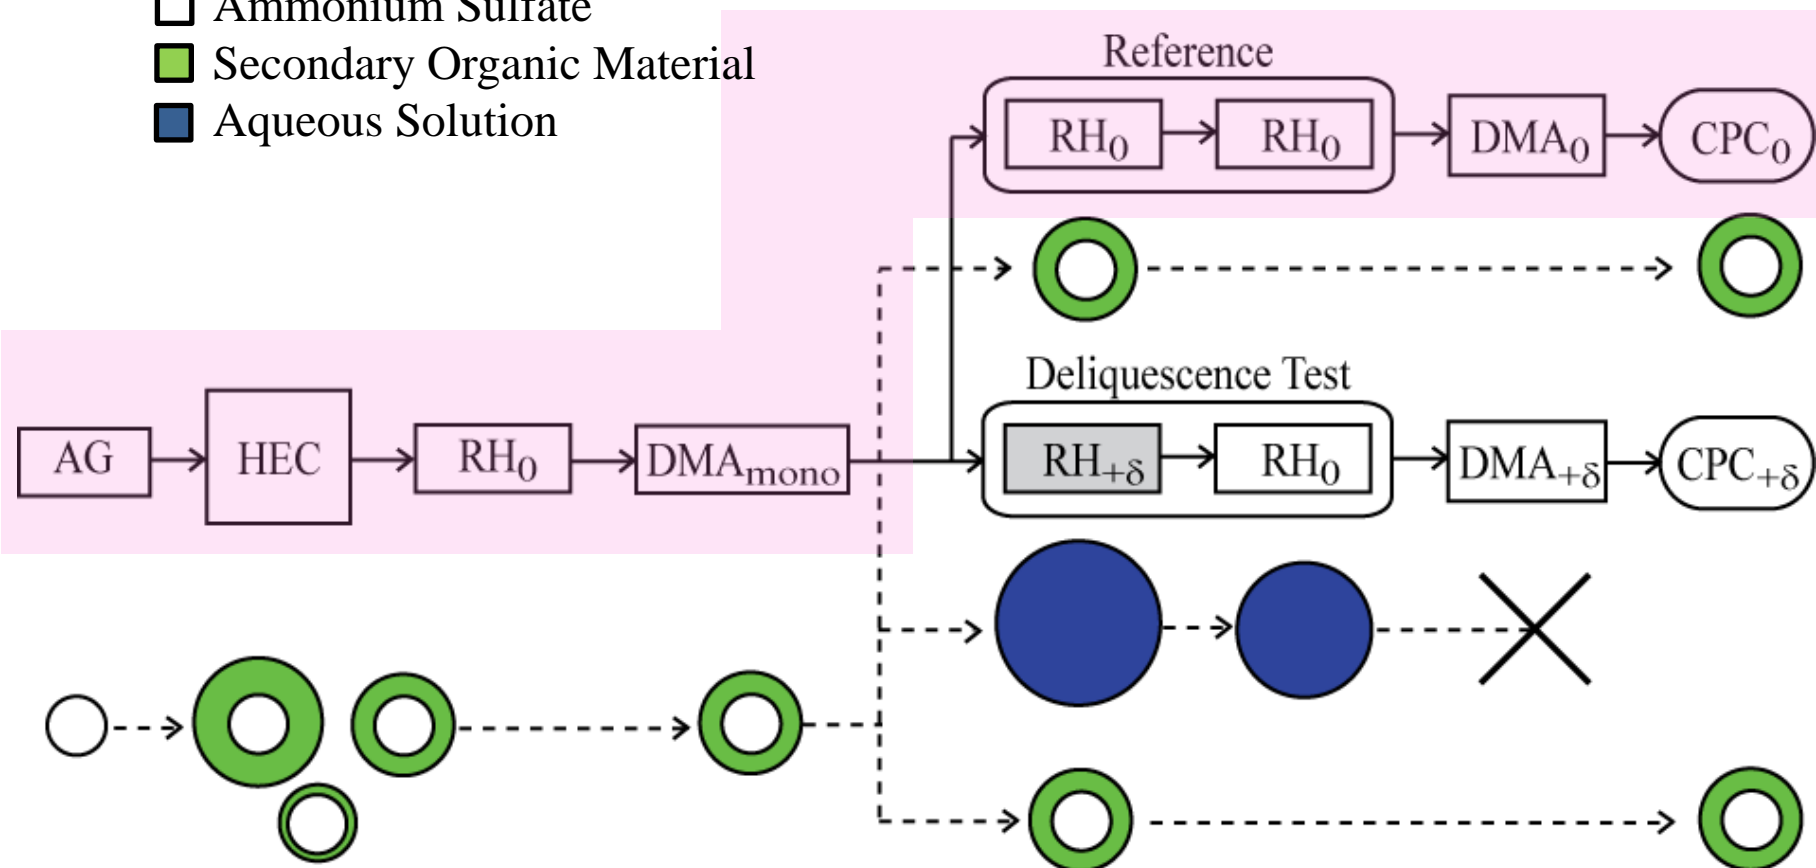 Ammonium Sulfate
Secondary Organic Material
Aqueous Solution
Reference
RH0 RH0 DMA0 CPC0
Deliquescence Test
AG HEC RH0 DMAmono RH+δ RH0 DMA+δ CPC+δ